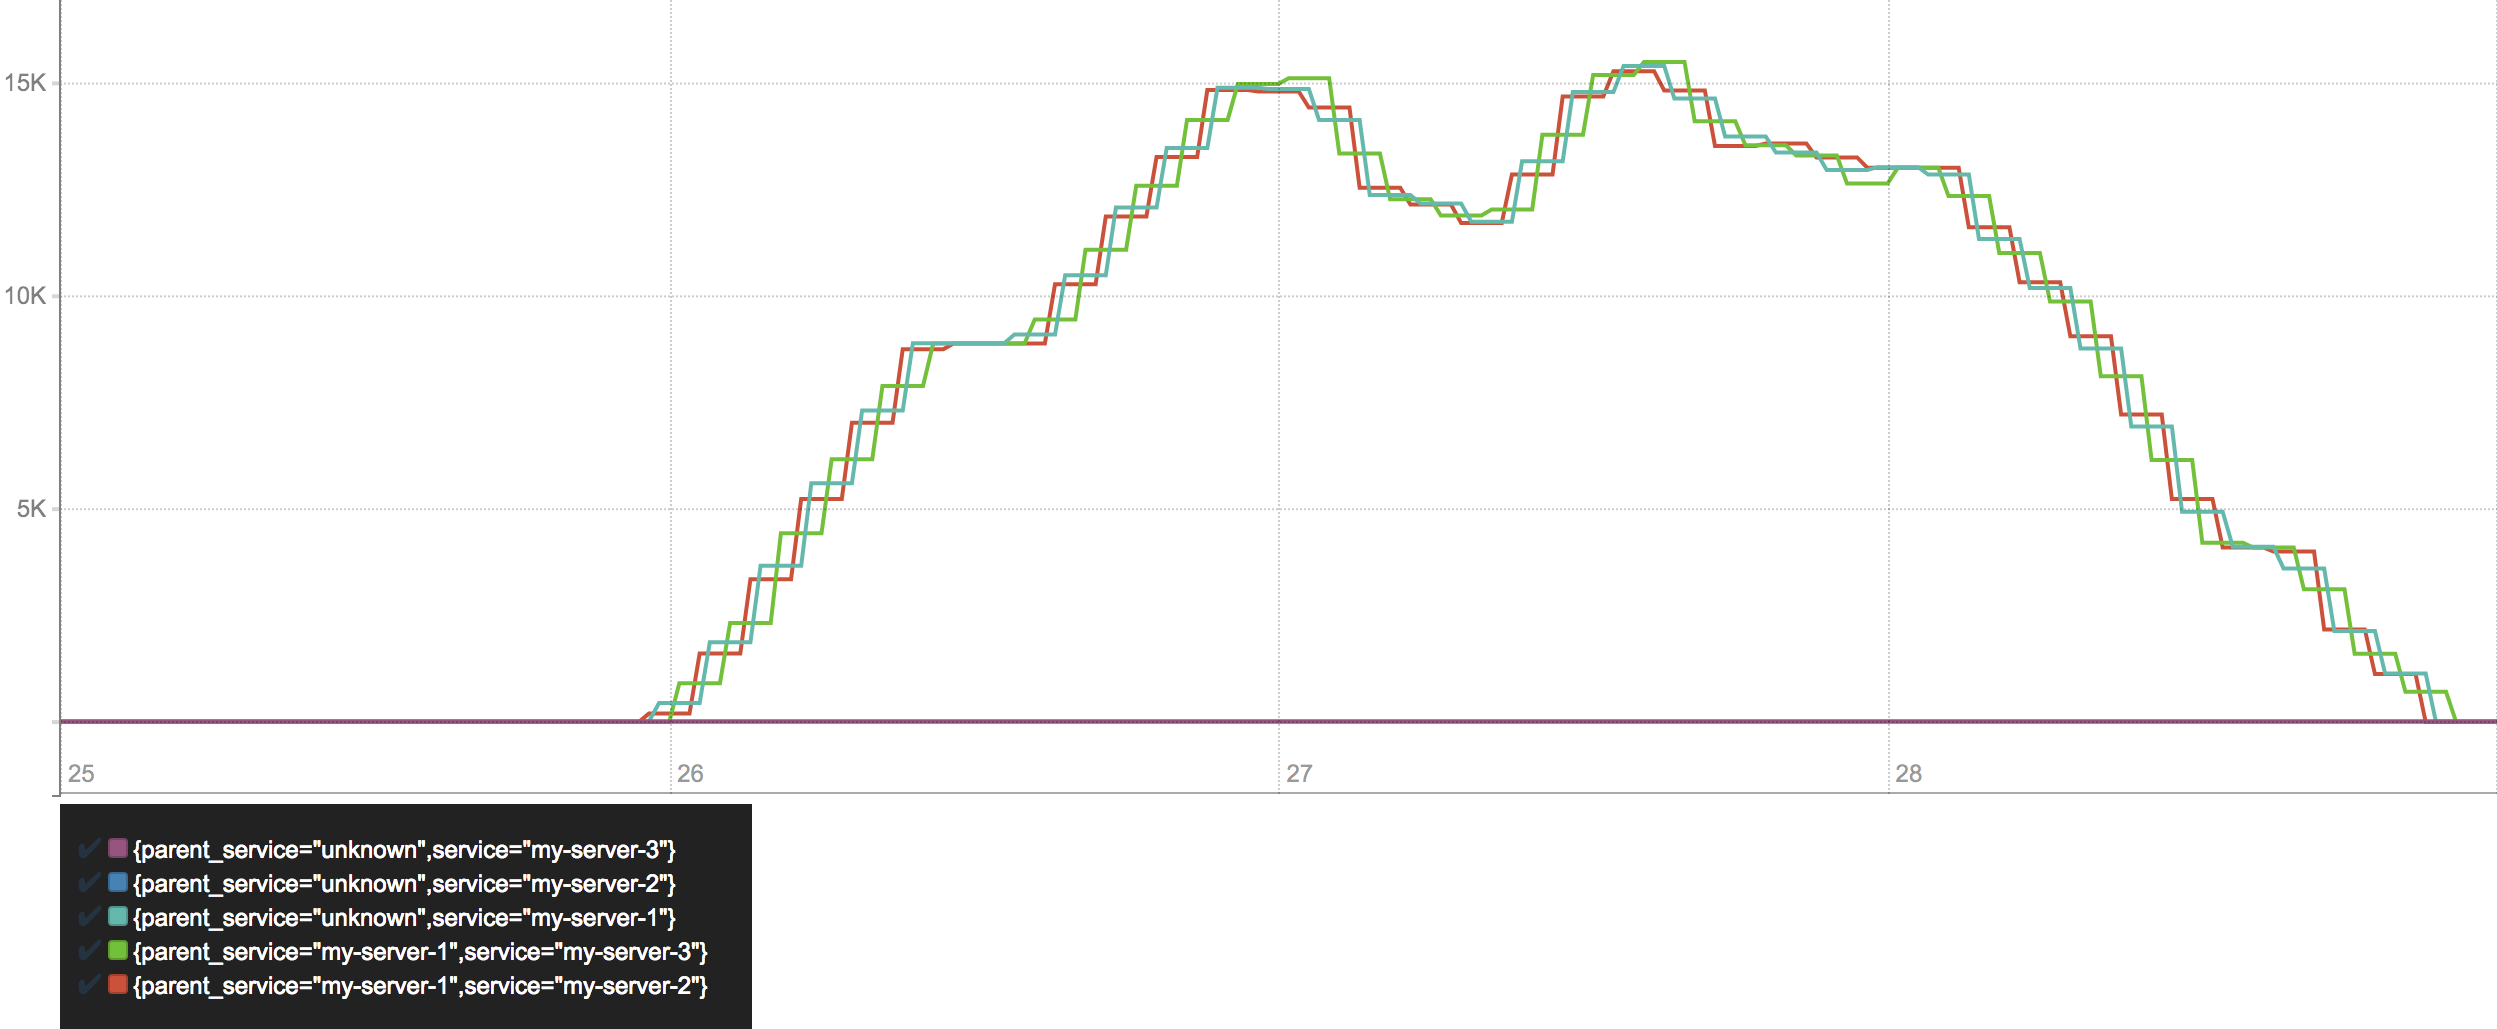 15K
10K
5K
25 26 27 28
{parent_service="unknown",service="my-server-3"}
{parent_service="unknown",service="my-server-2"}
{parent_service="unknown",service="my-server-1"}
{parent_service="my-server-1",service="my-server-3"}
{parent_service="my-server-1",service="my-server-2"}